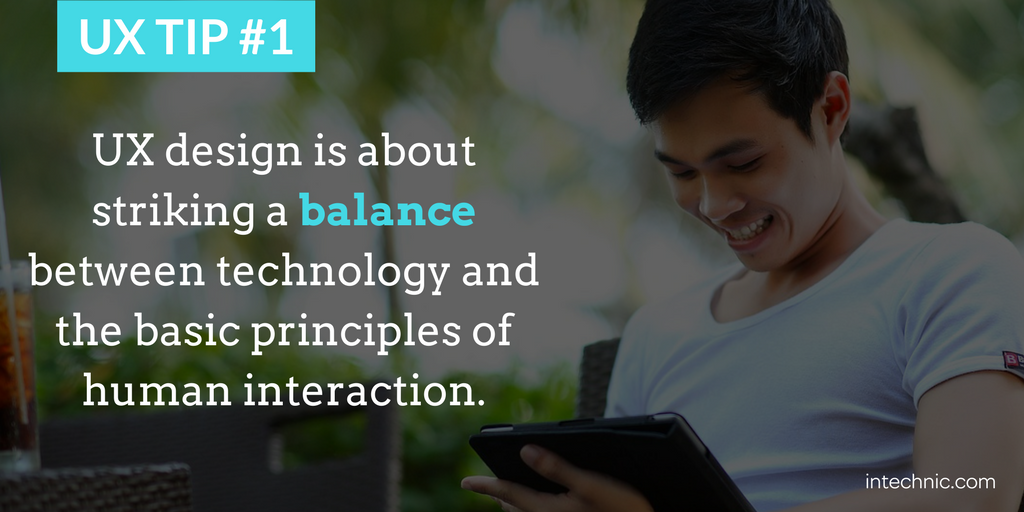 UX TIP #1
UX design is about
striking a balance
between technology and
the basic principles of
human interaction.
intechnic.com